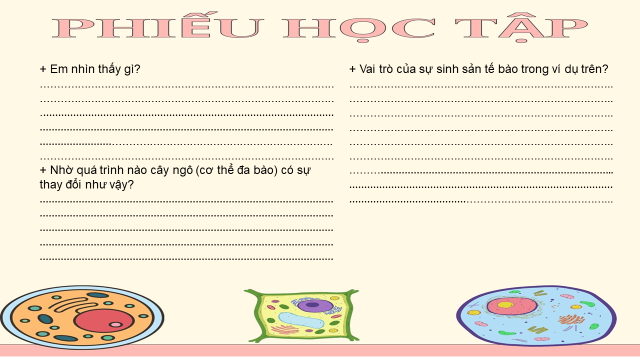 PHIẾU HỌC TẬP
+ Em nhìn thấy gì?
+ Nhờ quá trình nào cây ngô (cơ thể đa bào) có sự
thay đổi như vậy?
+ Vai trò của sự sinh sản tế bào trong ví dụ trên?